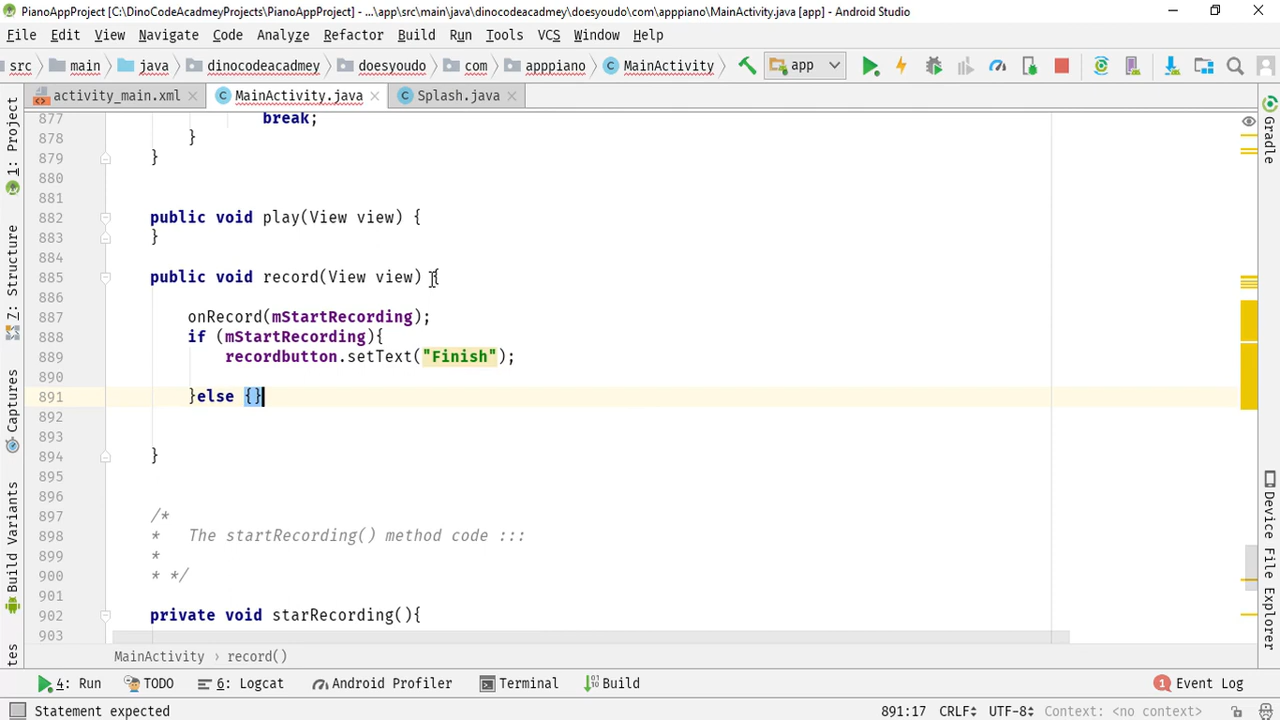 PianoAppProject [C:\DinoCodeAcadmeyProjects\PianoAppProject] - ...\app\src\main\java\dinocodeacadmey\doesyoudo\com\apppiano\MainActivity.java [app] - Android Studio
File Edit View Navigate Code Analyze Refactor Build Run Tools VCS Window Help
src main java dinocodeacadmey doesyoudo com apppiano MainActivity app
activity_main.xml MainActivity.java Splash.java
1: Project
7: Structure
Captures
Build Variants
Gradle
Device File Explorer
877 break;
878 }
879 }
880
881
882 public void play(View view) {
883 }
884
885 public void record(View view) {
886
887 onRecord(mStartRecording);
888 if (mStartRecording){
889 recordbutton.setText("Finish");
890
891 }else {}
892
893
894 }
895
896
897 /*
898 * The startRecording() method code :::
899 *
900 * */
901
902 private void starRecording(){
903
MainActivity › record()
4: Run TODO 6: Logcat Android Profiler Terminal Build 1 Event Log
Statement expected 891:17 CRLF UTF-8 Context: <no context>